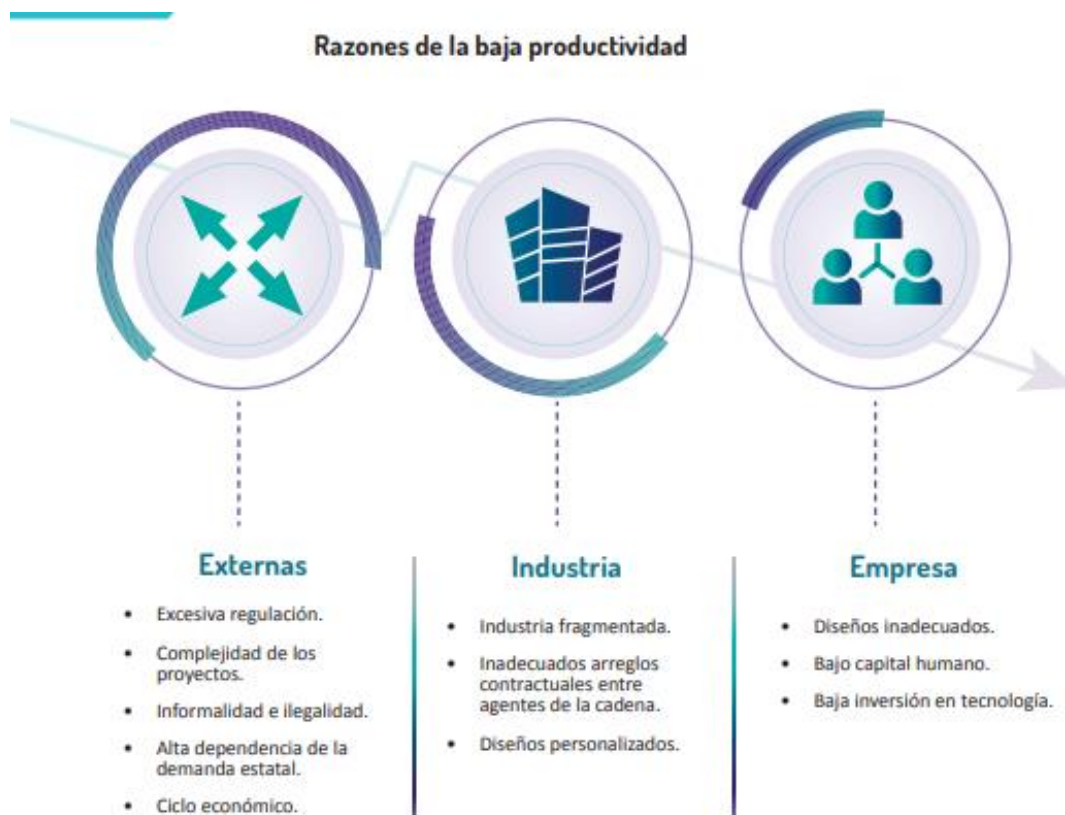 Razones de la baja productividad
Externas
• Excesiva regulación.
• Complejidad de los
proyectos.
• Informalidad e ilegalidad.
• Alta dependencia de la
demanda estatal.
• Ciclo económico.
Industria
• Industria fragmentada.
• Inadecuados arreglos
contractuales entre
agentes de la cadena.
• Diseños personalizados.
Empresa
• Diseños inadecuados.
• Bajo capital humano.
• Baja inversión en tecnología.